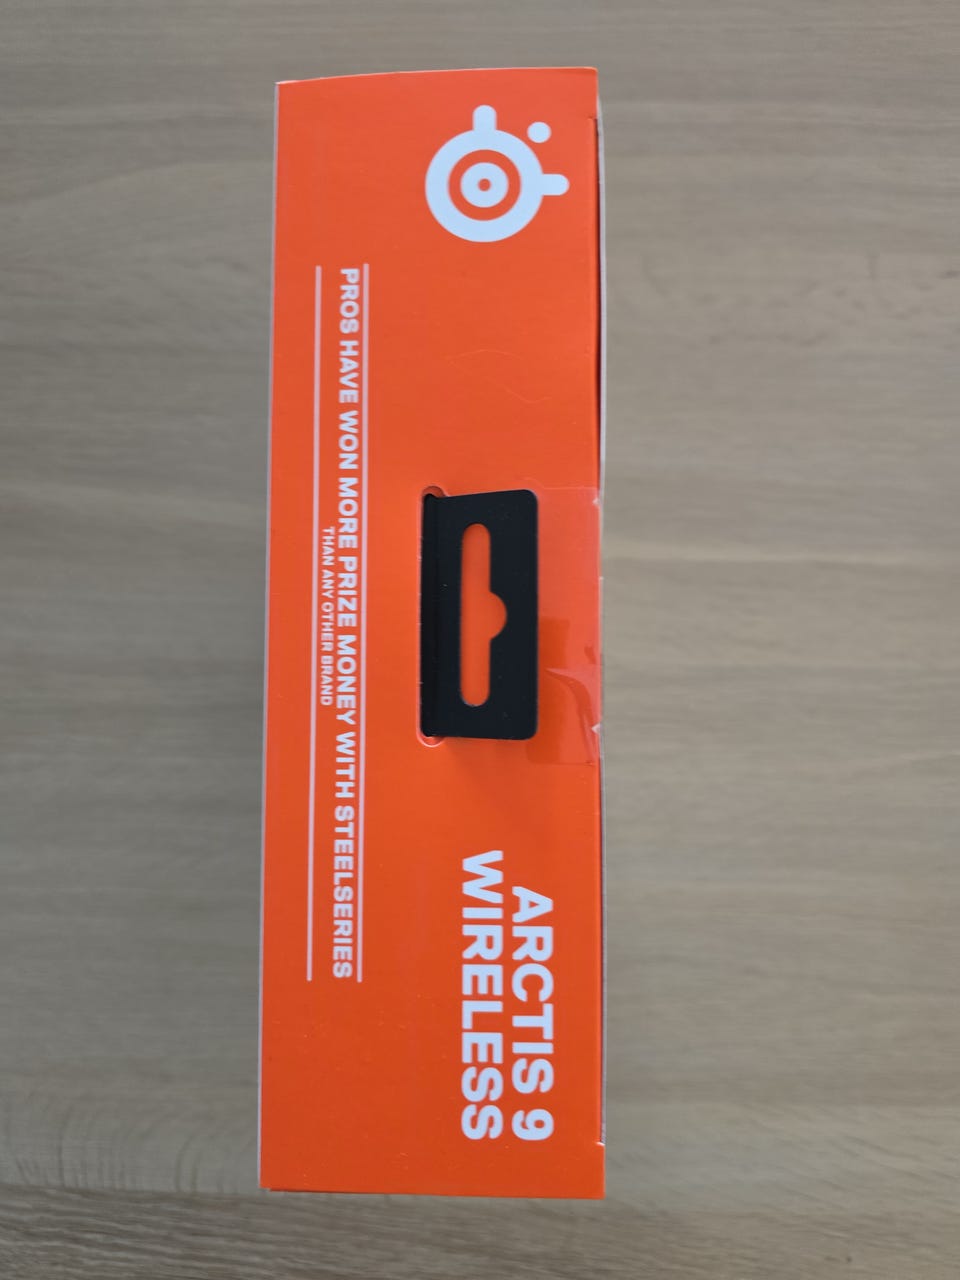 ARCTIS 9
WIRELESS
PROS HAVE WON MORE PRIZE MONEY WITH STEELSERIES
THAN ANY OTHER BRAND